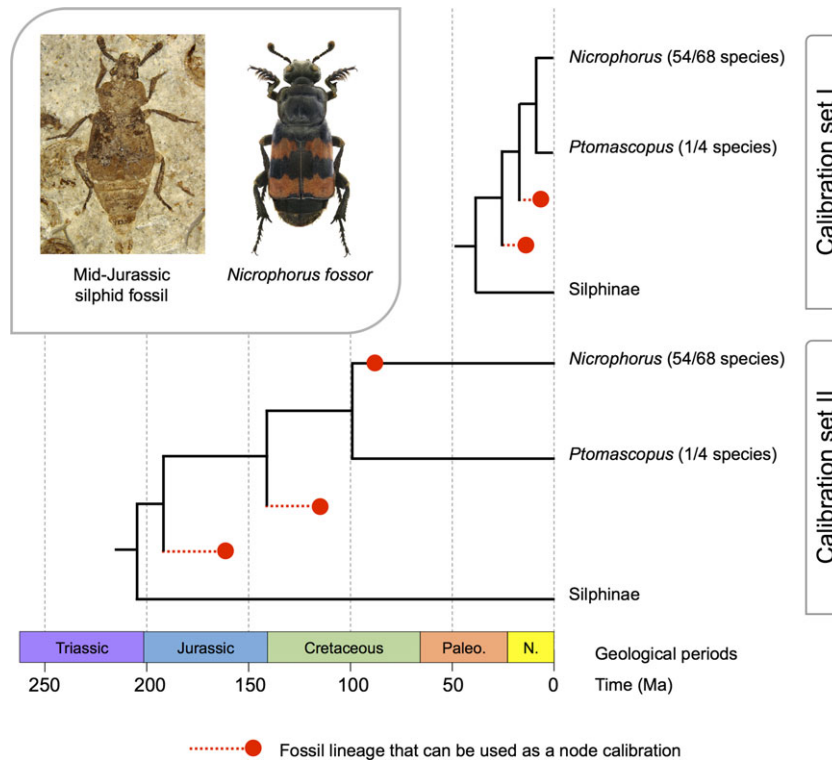 Mid-Jurassic
silphid fossil
Nicrophorus fossor
Nicrophorus (54/68 species)
Ptomascopus (1/4 species)
Silphinae
Calibration set I
Nicrophorus (54/68 species)
Ptomascopus (1/4 species)
Silphinae
Calibration set II
Triassic Jurassic Cretaceous Paleo. N. Geological periods
250 200 150 100 50 0 Time (Ma)
Fossil lineage that can be used as a node calibration